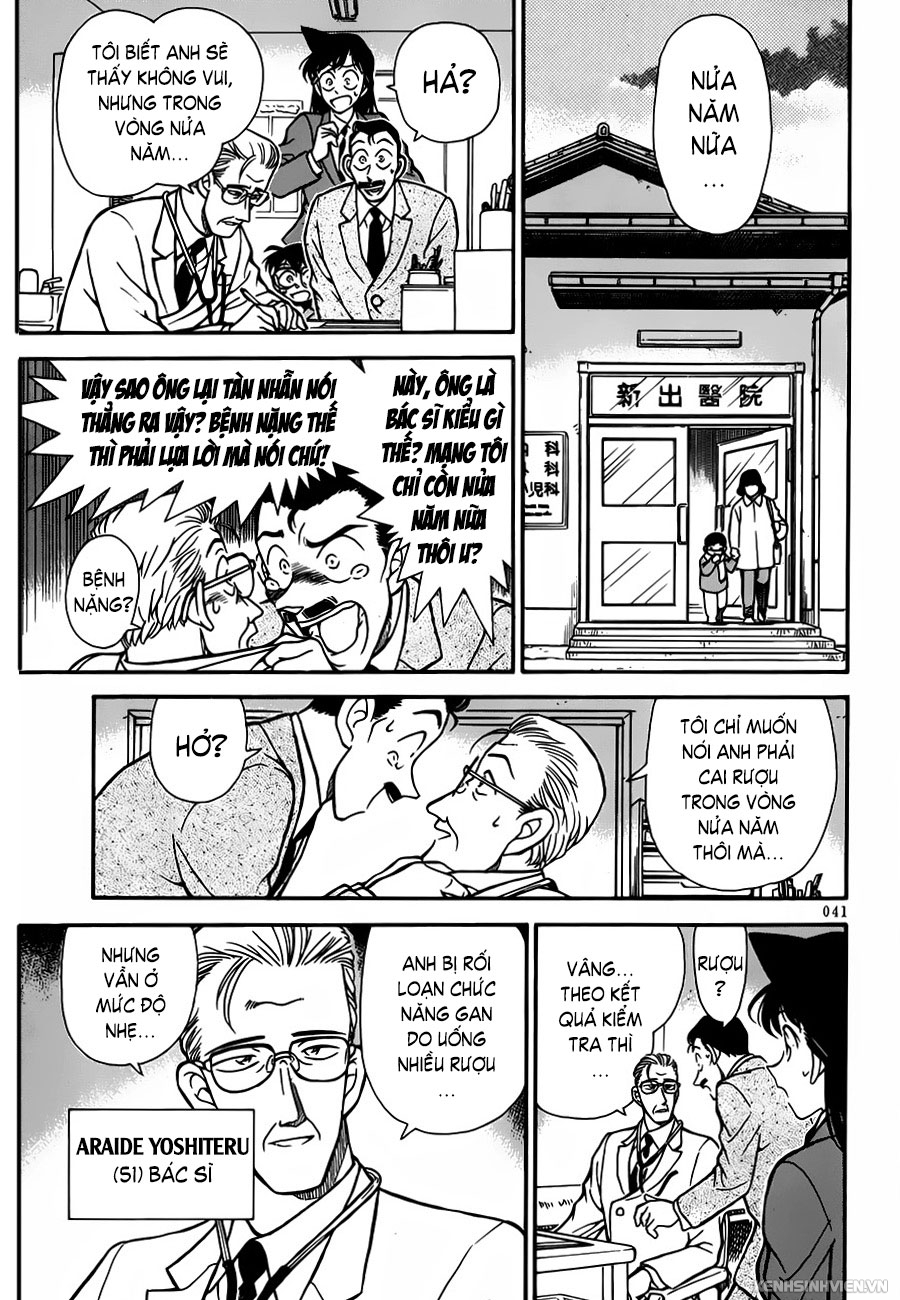 NỬA
NĂM
NỮA
...
HẢ?
TÔI BIẾT ANH SẼ
THẤY KHÔNG VUI,
NHƯNG TRONG
VÒNG NỬA
NĂM...
新出醫院
科
科
小児科
NÀY, ÔNG LÀ
BÁC SĨ KIỂU GÌ
THẾ? MẠNG TÔI
CHỈ CÒN NỬA
NĂM NỮA
THÔI Ư?
VẬY SAO ÔNG LẠI TÀN NHẪN NÓI
THẲNG RA VẬY? BỆNH NẶNG THẾ
THÌ PHẢI LỰA LỜI MÀ NÓI CHỨ!
BỆNH
NẶNG?
TÔI CHỈ MUỐN
NÓI ANH PHẢI
CAI RƯỢU
TRONG VÒNG
NỬA NĂM
THÔI MÀ...
HỞ?
041
RƯỢU
?
VÂNG...
THEO KẾT
QUẢ KIỂM
TRA THÌ
...
ANH BỊ RỐI
LOẠN CHỨC
NĂNG GAN
DO UỐNG
NHIỀU RƯỢU
...
NHƯNG
VẪN Ở
MỨC ĐỘ
NHẸ...
ARAIDE YOSHITERU
(51) BÁC SĨ
KENHSINHVIEN.VN